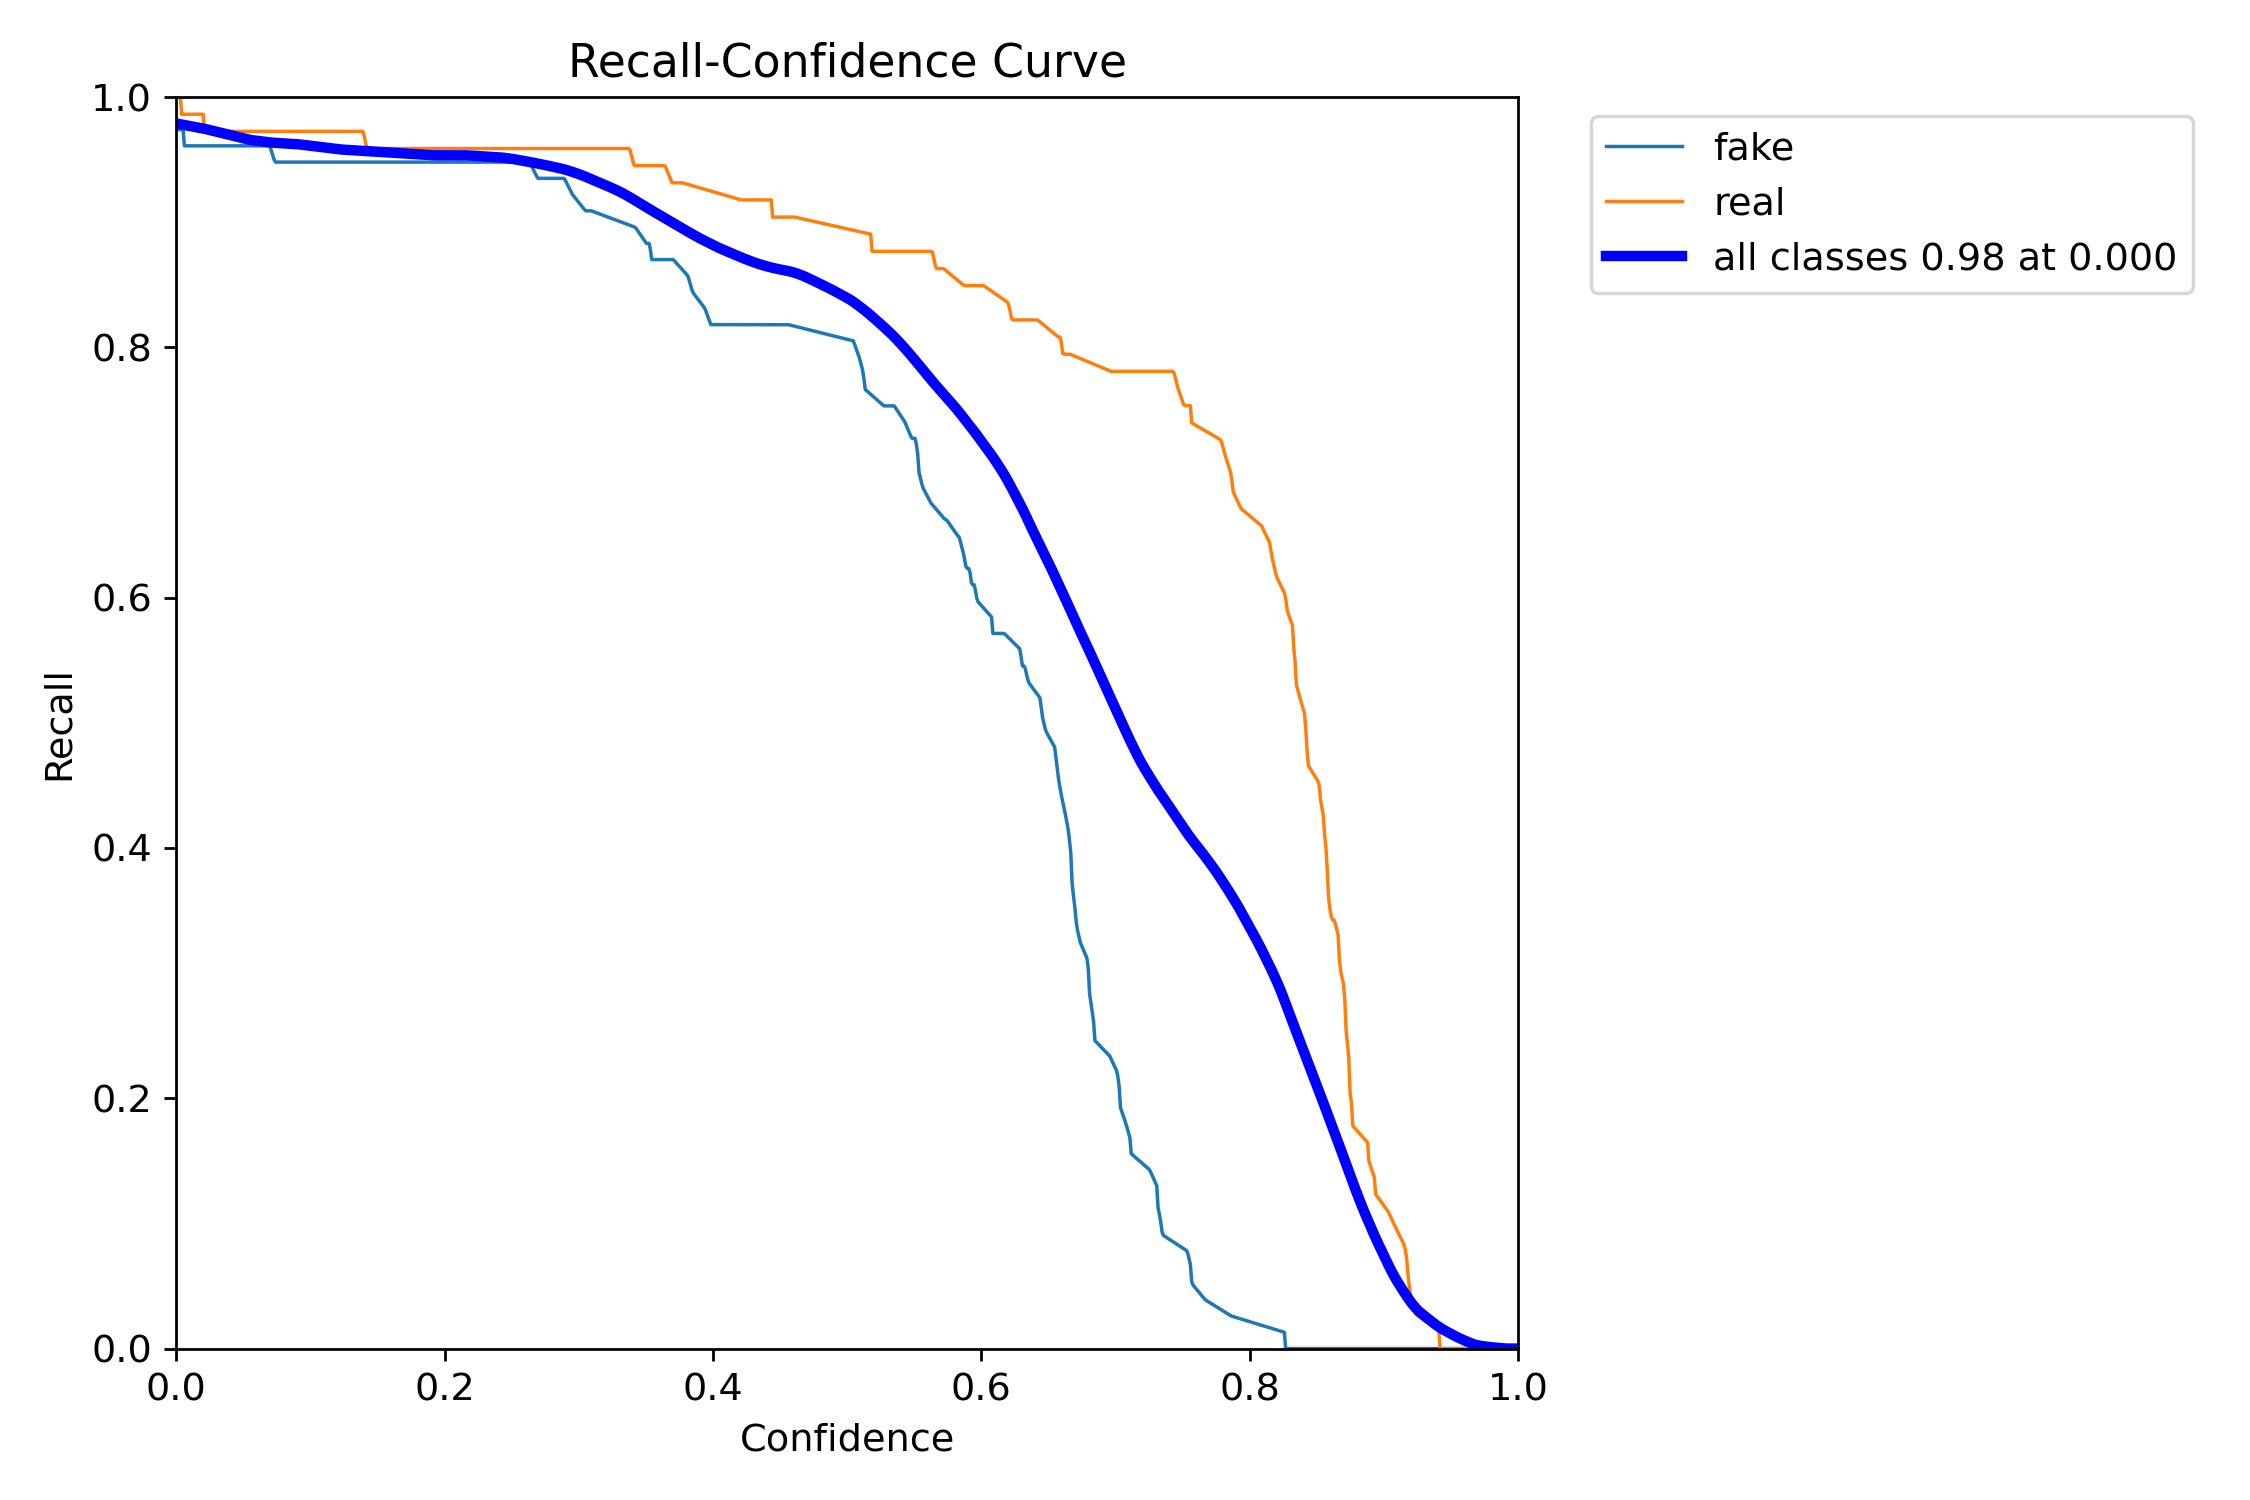 Recall-Confidence Curve
1.0
0.8
0.6
0.4
0.2
0.0
Recall
0.0 0.2 0.4 0.6 0.8 1.0
Confidence
fake
real
all classes 0.98 at 0.000